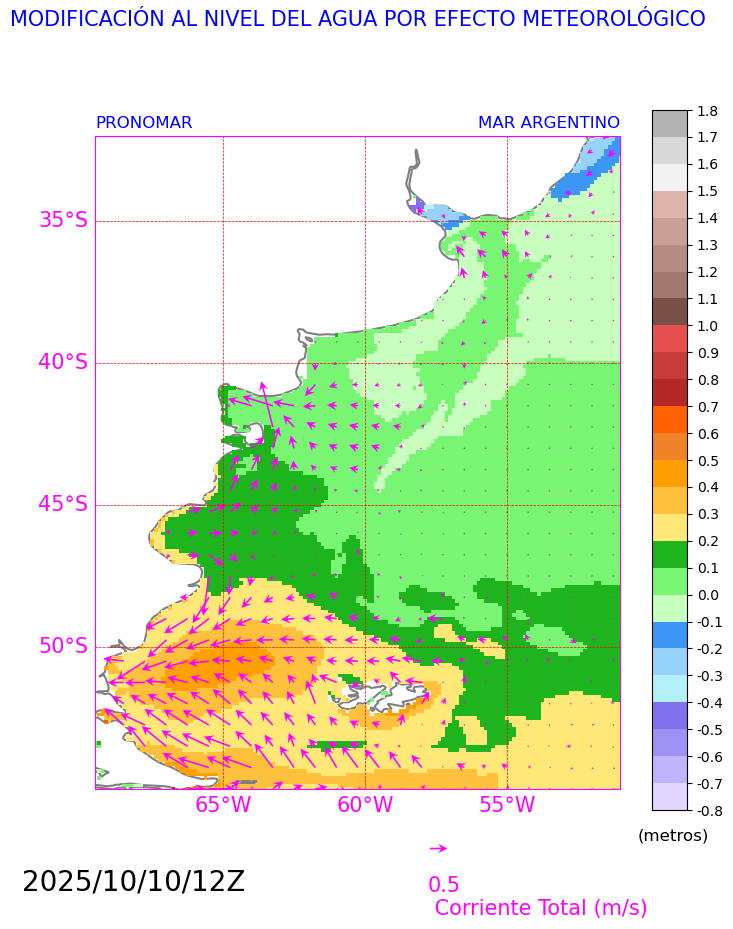 MODIFICACIÓN AL NIVEL DEL AGUA POR EFECTO METEOROLÓGICO
PRONOMAR MAR ARGENTINO
35°S
40°S
45°S
50°S
65°W 60°W 55°W
1.8
1.7
1.6
1.5
1.4
1.3
1.2
1.1
1.0
0.9
0.8
0.7
0.6
0.5
0.4
0.3
0.2
0.1
0.0
-0.1
-0.2
-0.3
-0.4
-0.5
-0.6
-0.7
-0.8
(metros)
2025/10/10/12Z
0.5
Corriente Total (m/s)